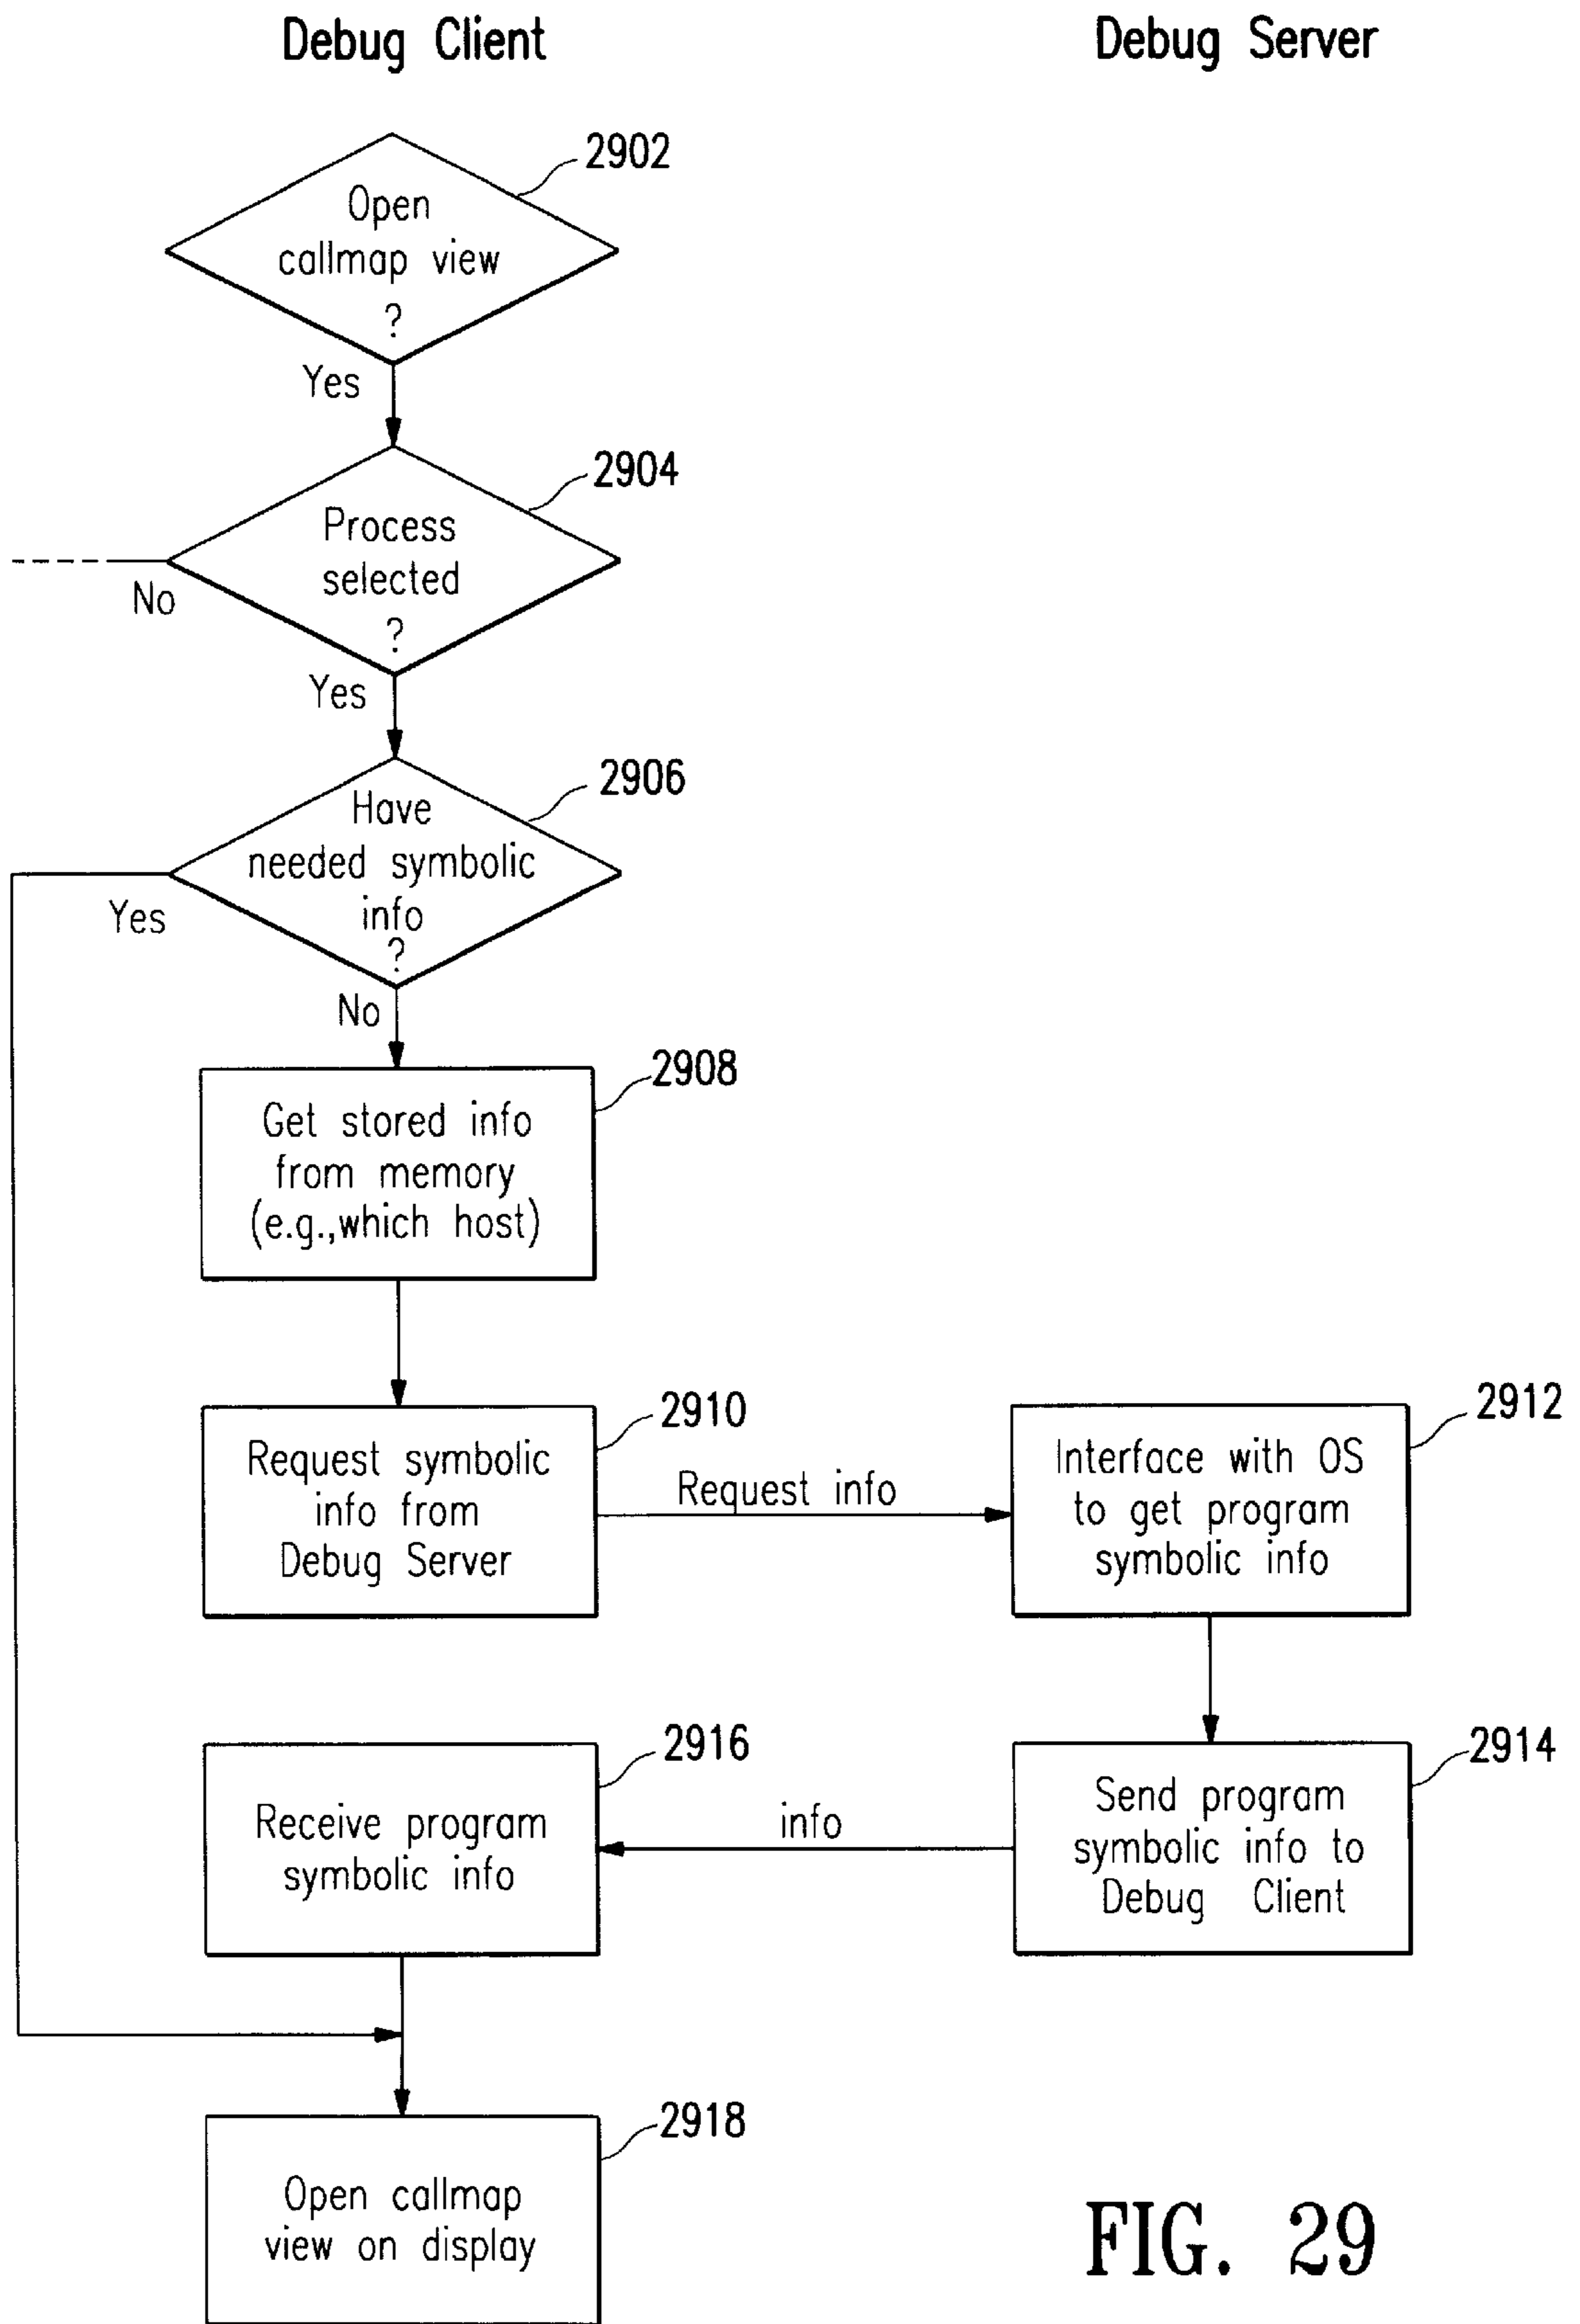 Debug Client
Debug Server
2902
Open
callmap view
?
Yes
2904
Process
selected
?
No
Yes
2906
Have
needed symbolic
info
?
Yes
No
2908
Get stored info
from memory
(e.g.,which host)
2910
Request symbolic
info from
Debug Server
Request info
2912
Interface with OS
to get program
symbolic info
2916
Receive program
symbolic info
info
2914
Send program
symbolic info to
Debug Client
2918
Open callmap
view on display
FIG. 29